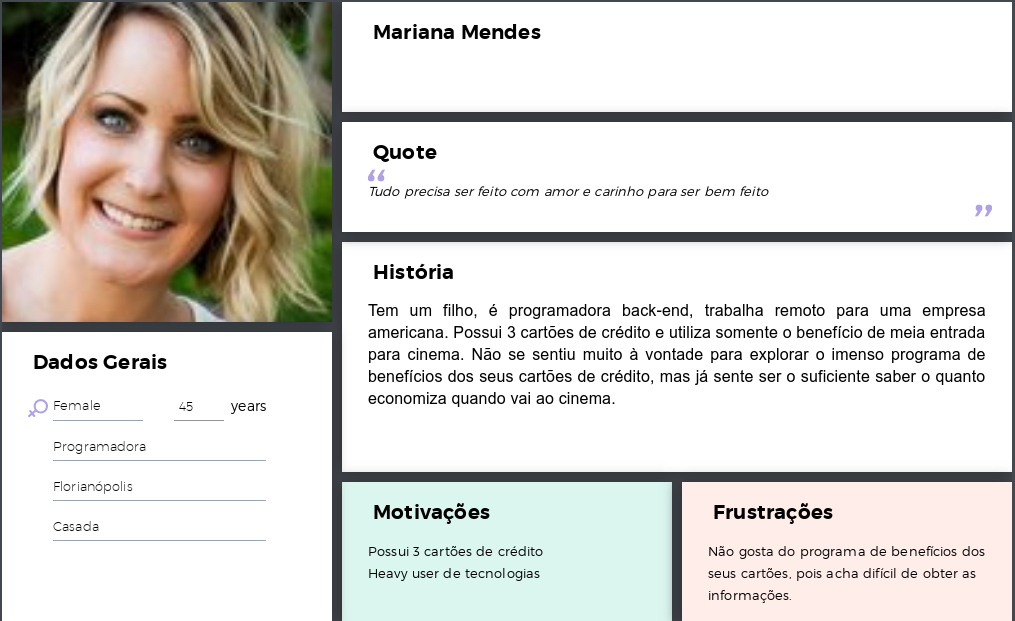 Mariana Mendes
Quote
“
Tudo precisa ser feito com amor e carinho para ser bem feito
”
História
Tem um filho, é programadora back-end, trabalha remoto para uma empresa
americana. Possui 3 cartões de crédito e utiliza somente o benefício de meia entrada
para cinema. Não se sentiu muito à vontade para explorar o imenso programa de
benefícios dos seus cartões de crédito, mas já sente ser o suficiente saber o quanto
economiza quando vai ao cinema.
Dados Gerais
Female 45 years
Programadora
Florianópolis
Casada
Motivações
Possui 3 cartões de crédito
Heavy user de tecnologias
Frustrações
Não gosta do programa de benefícios dos
seus cartões, pois acha difícil de obter as
informações.